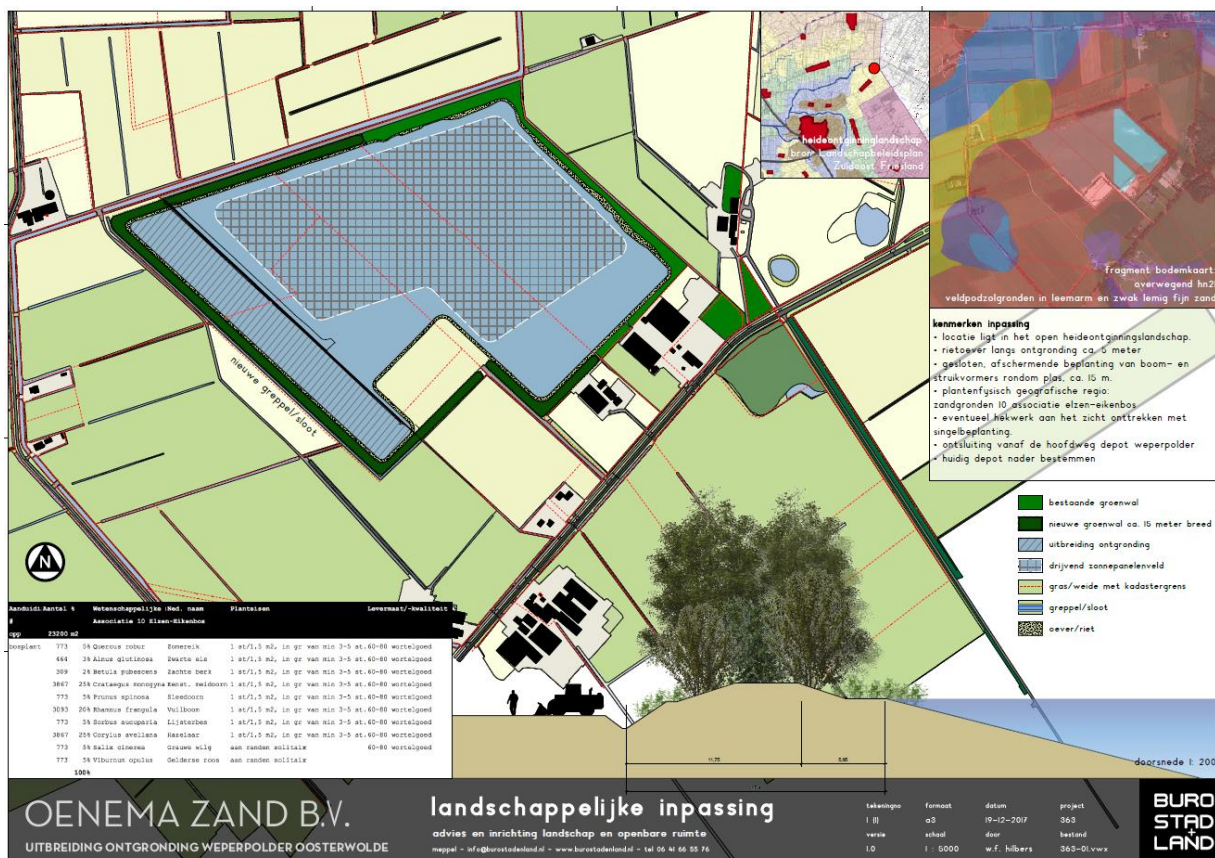 heideontginninglandschap
bron Landschapbeleidsplan
Zuidoost Friesland
fragment bodemkaart:
overwegend hn21
veldpodzolgronden in leemarm en zwak lemig fijn zand
kenmerken inpassing
- locatie ligt in het open heideontginningslandschap.
- rietoever langs ontgronding ca. 5 meter
- gesloten, afschermende beplanting van boom- en
struikvormers rondom plas, ca. 15 m.
- plantenfysisch geografische regio:
zandgronden 10 associatie elzen-eikenbos
- eventueel hekwerk aan het zicht onttrekken met
singelbeplanting.
- ontsluiting vanaf de hoofdweg depot weperpolder
- huidig depot nader bestemmen
nieuwe greppel/sloot
bestaande groenwal
nieuwe groenwal ca. 15 meter breed
uitbreiding ontgronding
drijvend zonnepanelenveld
gras/weide met kadastergrens
greppel/sloot
oever/riet
N
Aanduidi Aantal % Wetenschappelijke Ned. naam Planteisen Levermaat/-kwaliteit
# Associatie 10 Elzen-Eikenbos
opp 23200 m2
bosplant 773 5% Quercus robur Zomereik 1 st/1,5 m2, in gr van min 3-5 st. 60-80 wortelgoed
464 3% Alnus glutinosa Zwarte els 1 st/1,5 m2, in gr van min 3-5 st. 60-80 wortelgoed
309 2% Betula pubescens Zachte berk 1 st/1,5 m2, in gr van min 3-5 st. 60-80 wortelgoed
3867 25% Crataegus monogyna Eenst. meidoorn 1 st/1,5 m2, in gr van min 3-5 st. 60-80 wortelgoed
773 5% Prunus spinosa Sleedoorn 1 st/1,5 m2, in gr van min 3-5 st. 60-80 wortelgoed
3093 20% Rhamnus frangula Vuilboom 1 st/1,5 m2, in gr van min 3-5 st. 60-80 wortelgoed
773 5% Sorbus aucuparia Lijsterbes 1 st/1,5 m2, in gr van min 3-5 st. 60-80 wortelgoed
3867 25% Corylus avellana Hazelaar 1 st/1,5 m2, in gr van min 3-5 st. 60-80 wortelgoed
773 5% Salix cinerea Grauwe wilg aan randen solitair 60-80 wortelgoed
773 5% Viburnum opulus Gelderse roos aan randen solitair
100%
11,75
doorsnede 1: 200
OENEMA ZAND B.V.
UITBREIDING ONTGRONDING WEPERPOLDER OOSTERWOLDE
landschappelijke inpassing
advies en inrichting landschap en openbare ruimte
meppel - info@burostadenland.nl - www.burostadenland.nl - tel 06 41 66 55 76
tekeningno formaat datum project
1 (1) a3 19-12-2017 363
versie schaal door bestand
1.0 1 : 5000 w.f. hilbers 363-01.vwx
BURO
STAD
+
LAND